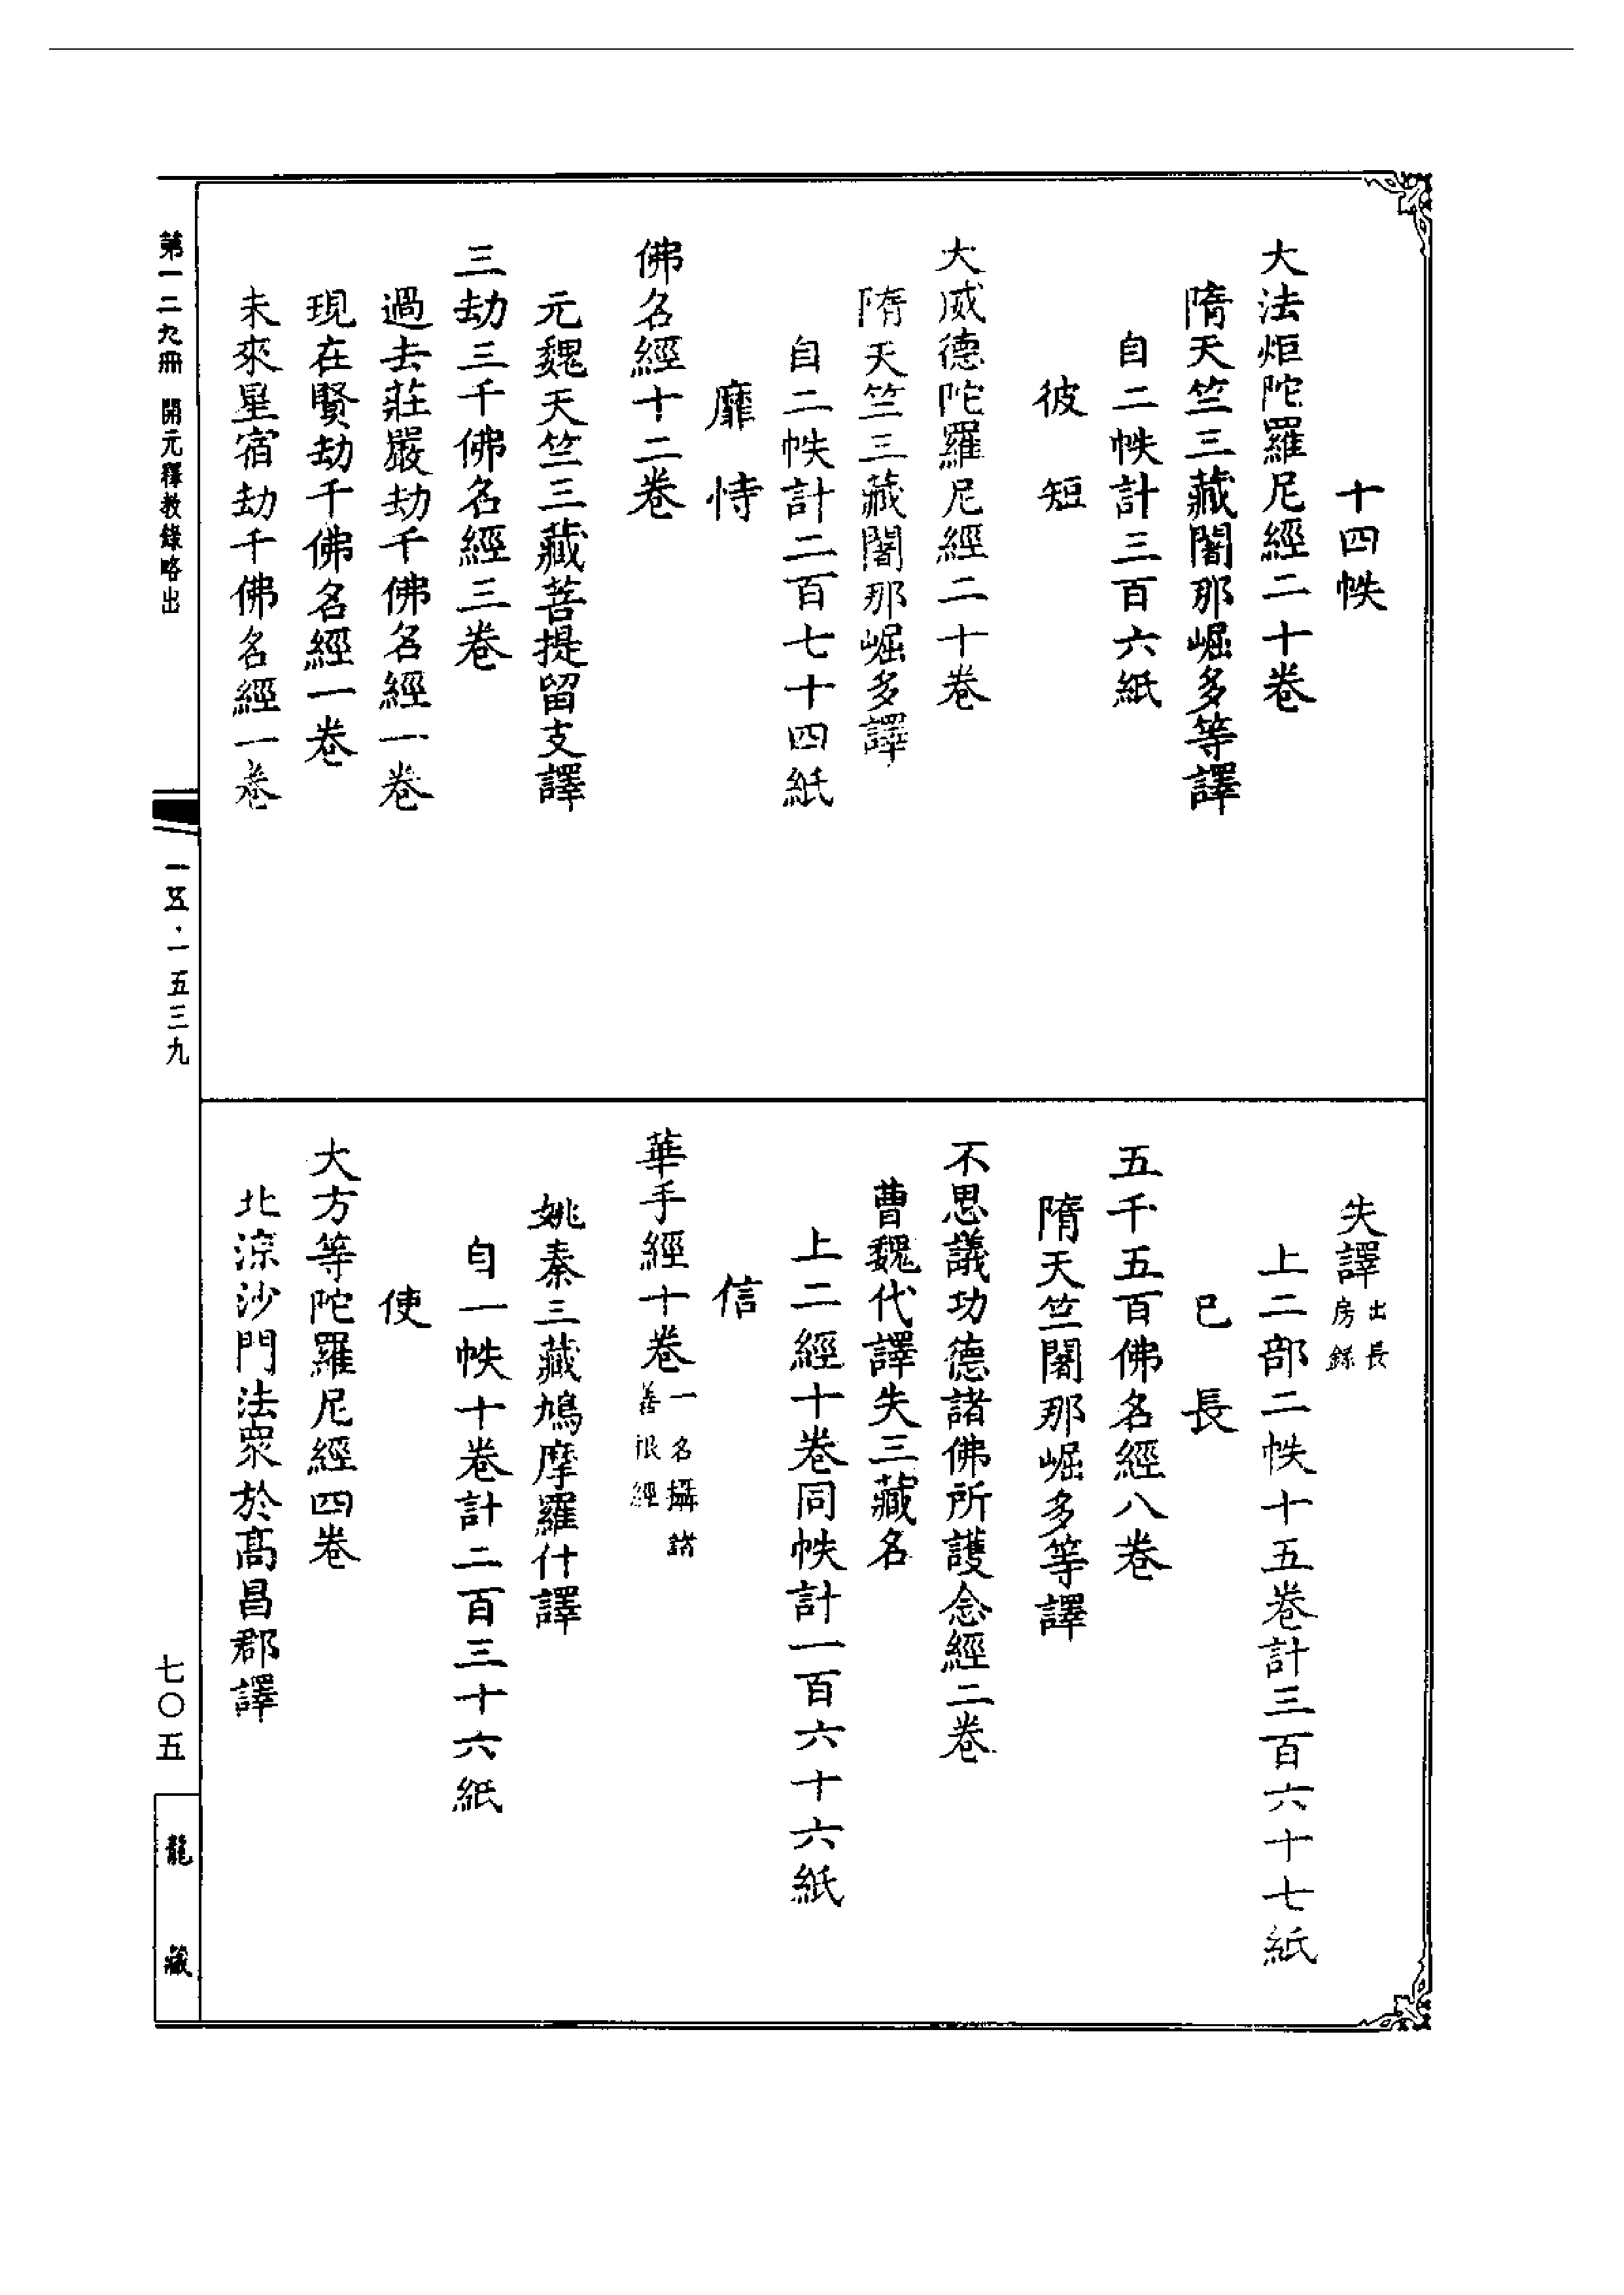 十四帙
大法炬陀羅尼經二十卷
隋天竺三藏闍那崛多等譯
自二帙計三百六紙
彼短
大威德陀羅尼經二十卷
隋天竺三藏闍那崛多譯
自二帙計二百七十四紙
靡恃
佛名經十二卷
元魏天竺三藏菩提留支譯
三劫三千佛名經三卷
過去莊嚴劫千佛名經一卷
現在賢劫千佛名經一卷
未來星宿劫千佛名經一卷
失譯出長房錄
上二部二帙十五卷計三百六十七紙
已長
五千五百佛名經八卷
隋天竺闍那崛多等譯
不思議功德諸佛所護念經二卷
曹魏代譯失三藏名
上二經十卷同帙計一百六十六紙
信
華手經十卷一名攝諸善根經
姚秦三藏鳩摩羅什譯
自一帙十卷計二百三十六紙
使
大方等陀羅尼經四卷
北涼沙門法眾於高昌郡譯
第一二九冊 開元釋教錄略出
一五五·一五三九
七〇五
龍藏